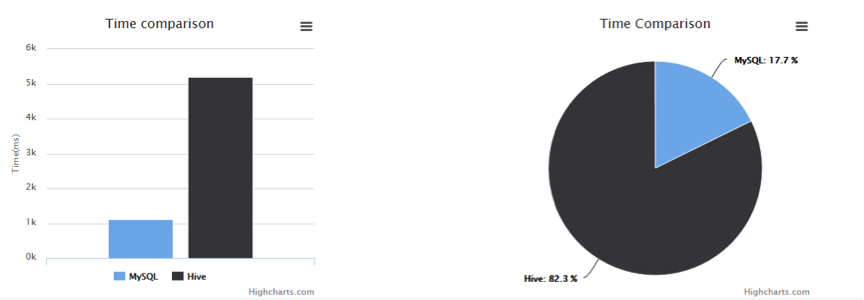 Time comparison
6k
5k
4k
3k
2k
1k
0k
Time(ms)
MySQL
Hive
Highcharts.com
Time Comparison
MySQL: 17.7 %
Hive: 82.3 %
Highcharts.com